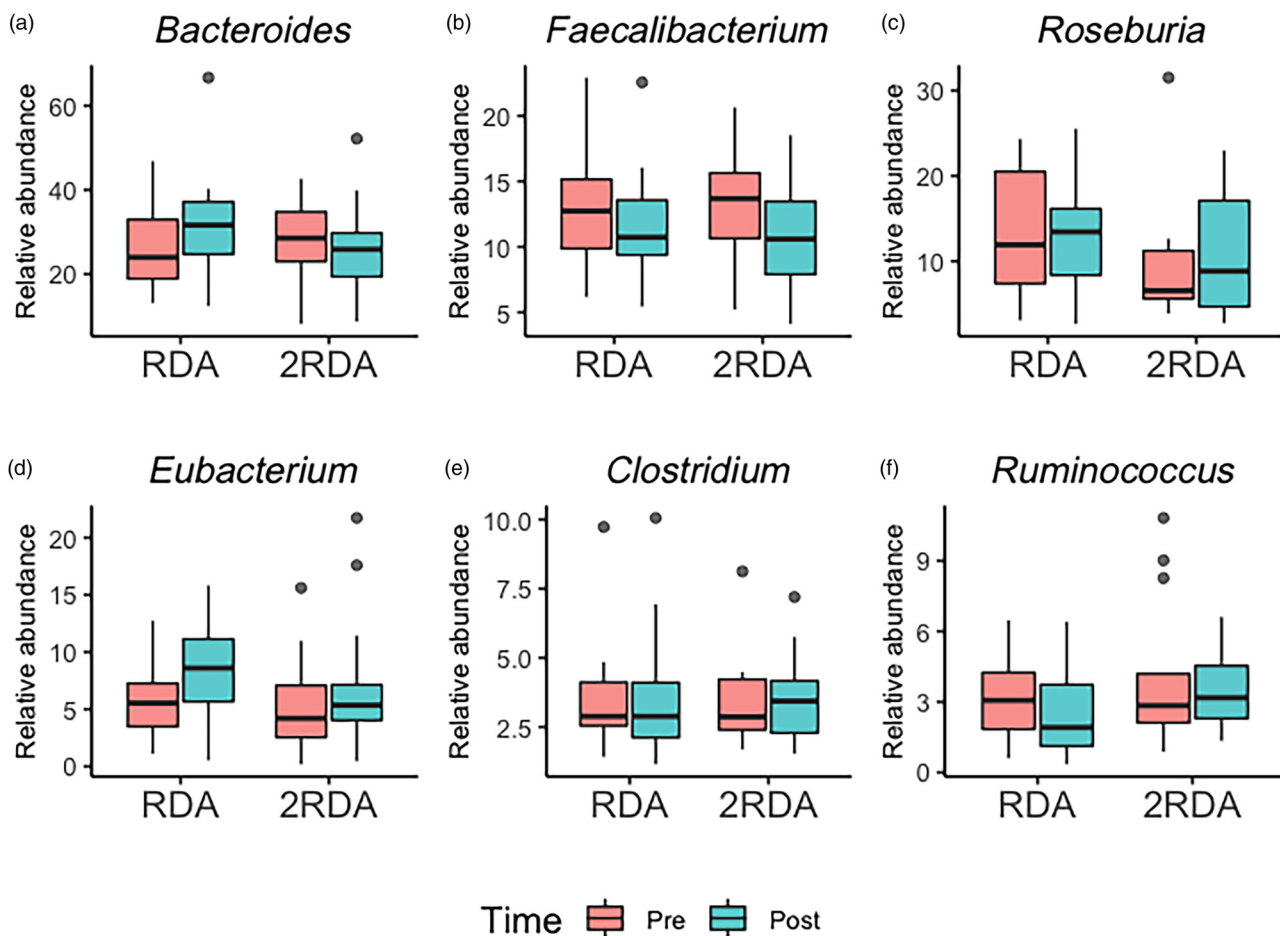 (a) Bacteroides
Relative abundance
60
40
20
RDA 2RDA
(b) Faecalibacterium
Relative abundance
20
15
10
5
RDA 2RDA
(c) Roseburia
Relative abundance
30
20
10
RDA 2RDA
(d) Eubacterium
Relative abundance
20
15
10
5
0
RDA 2RDA
(e) Clostridium
Relative abundance
10.0
7.5
5.0
2.5
RDA 2RDA
(f) Ruminococcus
Relative abundance
9
6
3
0
RDA 2RDA
Time Pre Post